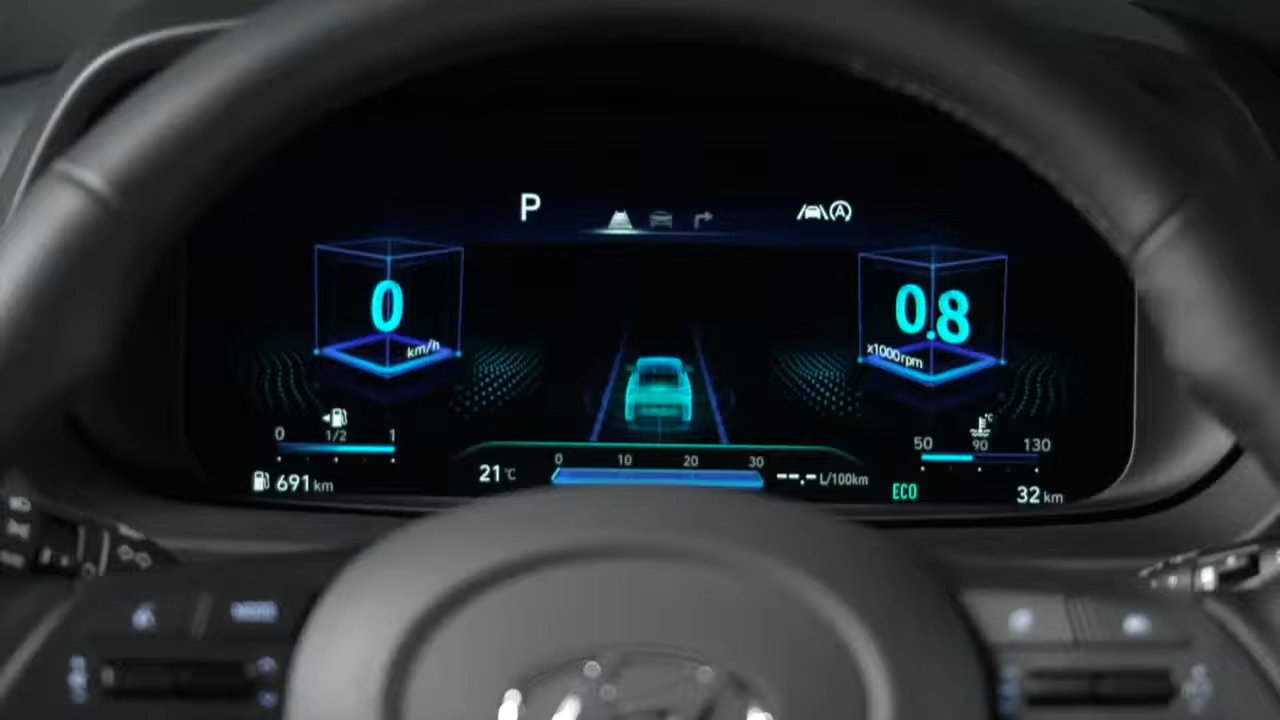 P
A
0
km/h
0.8
x1000rpm
0 1/2 1
691 km
21 °C
0 10 20 30
--.- L/100km
°C
50 90 130
ECO
32 km